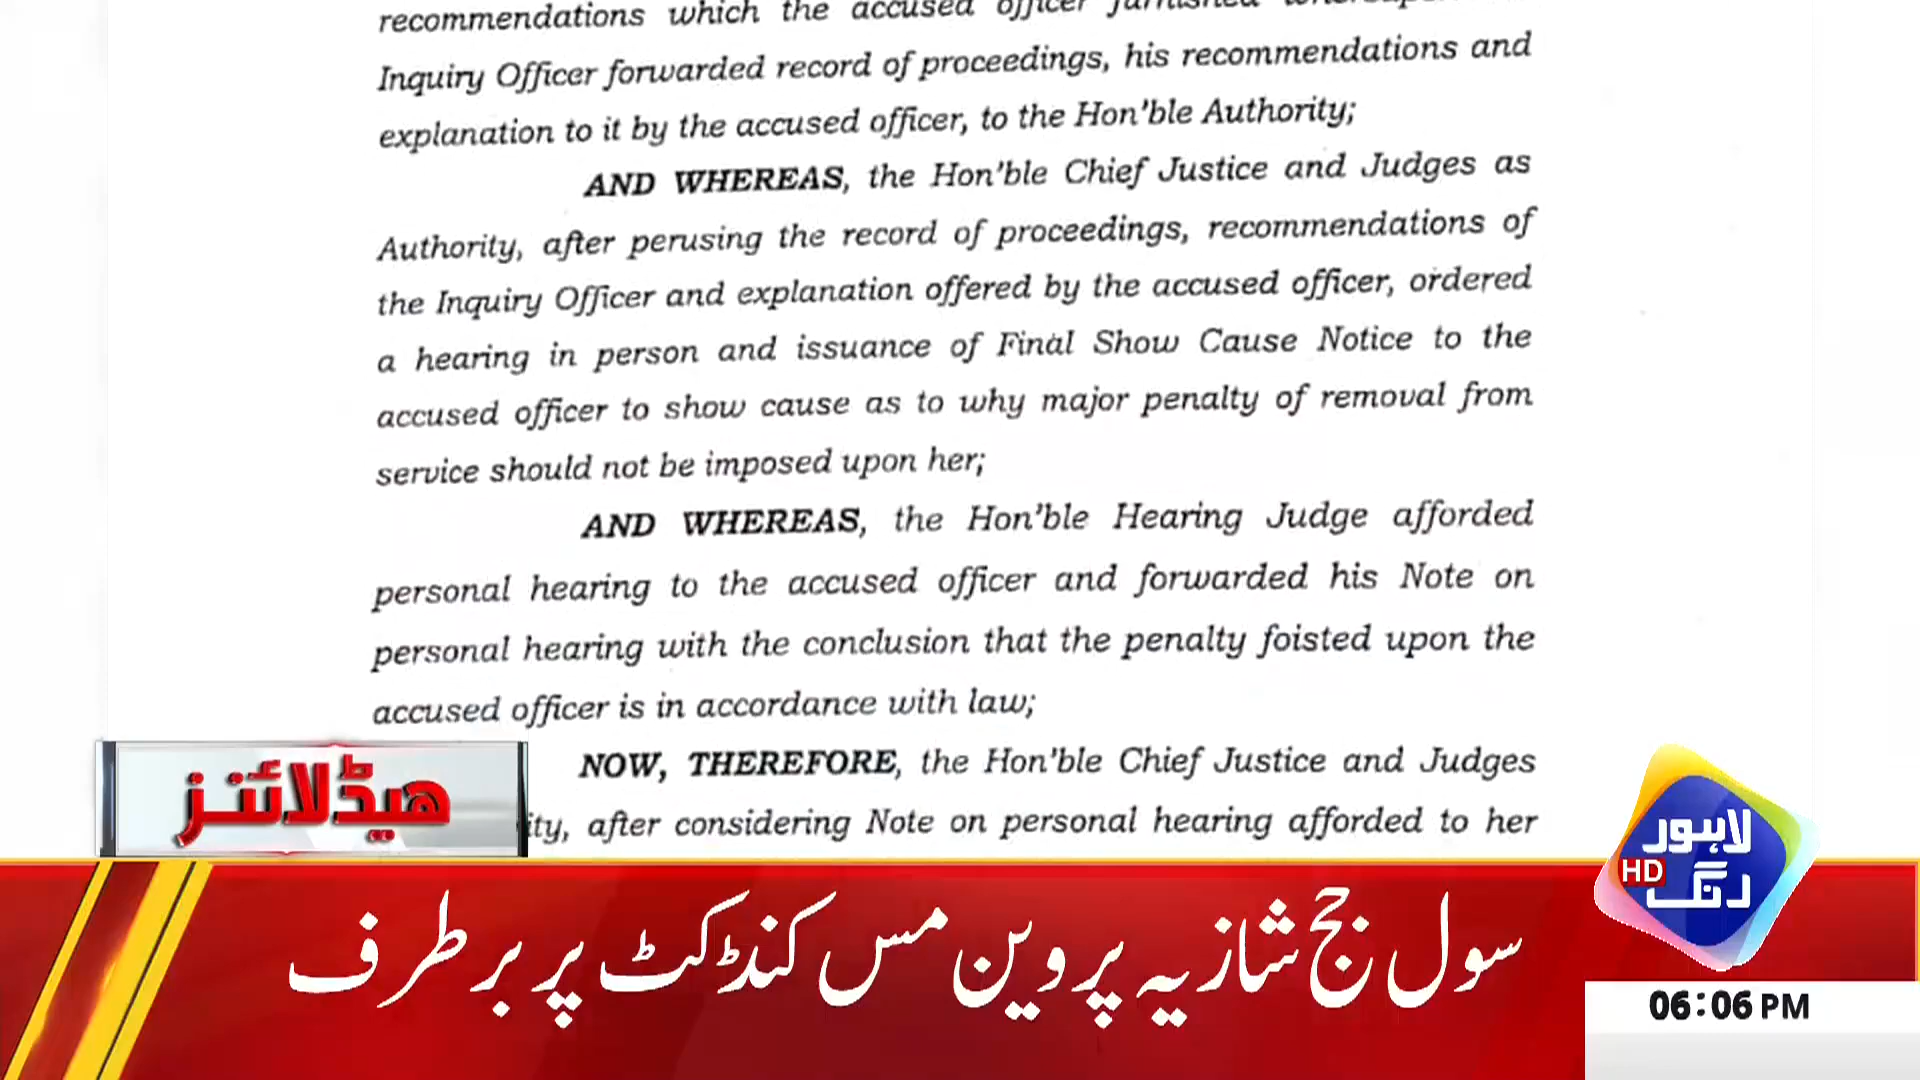 recommendations which the accused officer furnished
Inquiry Officer forwarded record of proceedings, his recommendations and
explanation to it by the accused officer, to the Hon'ble Authority;
AND WHEREAS, the Hon'ble Chief Justice and Judges as
Authority, after perusing the record of proceedings, recommendations of
the Inquiry Officer and explanation offered by the accused officer, ordered
a hearing in person and issuance of Final Show Cause Notice to the
accused officer to show cause as to why major penalty of removal from
service should not be imposed upon her;
AND WHEREAS, the Hon'ble Hearing Judge afforded
personal hearing to the accused officer and forwarded his Note on
personal hearing with the conclusion that the penalty foisted upon the
accused officer is in accordance with law;
NOW, THEREFORE, the Hon'ble Chief Justice and Judges
ity, after considering Note on personal hearing afforded to her
ہیڈلائنز
لاہور
رنگ
HD
سول جج شازیہ پروین مس کنڈکٹ پر برطرف
06:06 PM